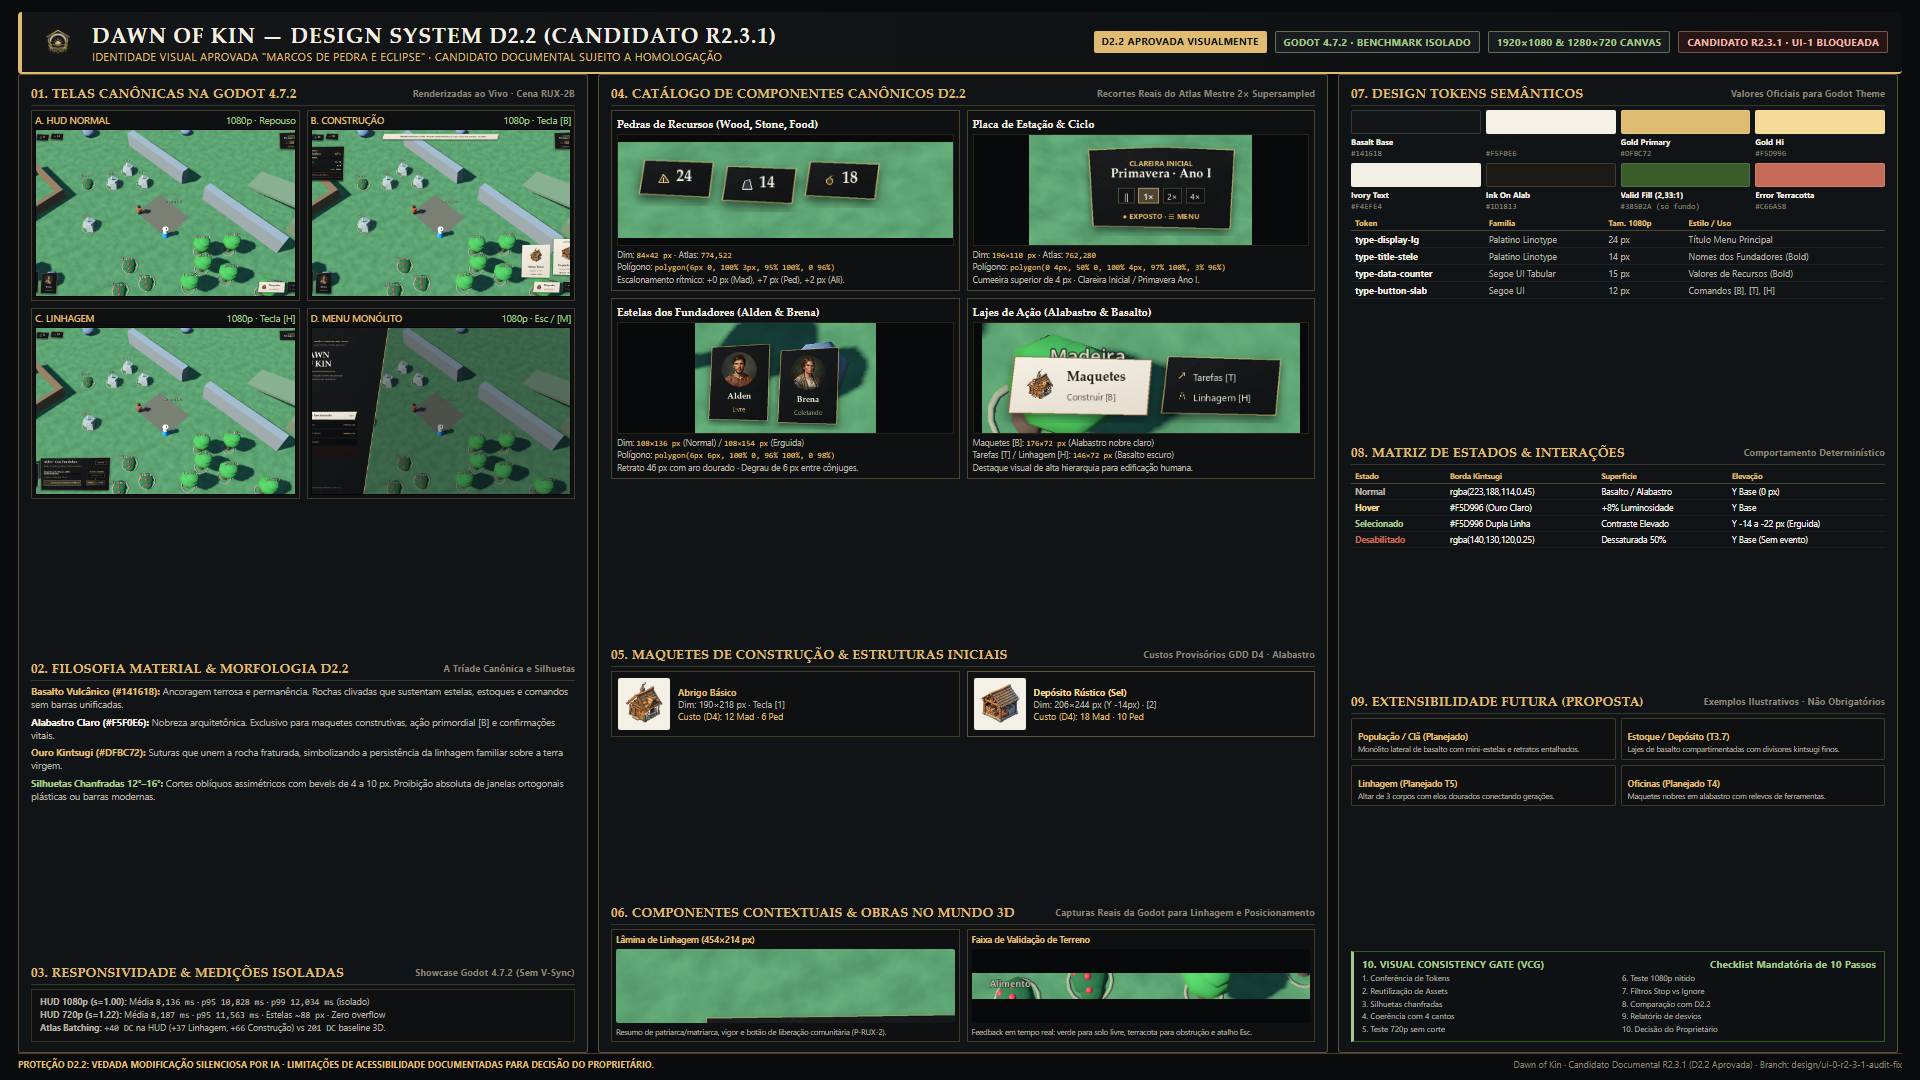 DAWN OF KIN — DESIGN SYSTEM D2.2 (CANDIDATO R2.3.1)
IDENTIDADE VISUAL APROVADA "MARCOS DE PEDRA E ECLIPSE" · CANDIDATO DOCUMENTAL SUJEITO A HOMOLOGAÇÃO
D2.2 APROVADA VISUALMENTE
GODOT 4.7.2 · BENCHMARK ISOLADO
1920×1080 & 1280×720 CANVAS
CANDIDATO R2.3.1 · UI-1 BLOQUEADA
01. TELAS CANÔNICAS NA GODOT 4.7.2
Renderizadas ao Vivo · Cena RUX-2B
A. HUD NORMAL
1080p · Repouso
B. CONSTRUÇÃO
1080p · Tecla [B]
C. LINHAGEM
1080p · Tecla [H]
D. MENU MONÓLITO
1080p · Esc / [M]
02. FILOSOFIA MATERIAL & MORFOLOGIA D2.2
A Tríade Canônica e Silhuetas
Basalto Vulcânico (#141618): Ancoragem terrosa e permanência. Rochas clivadas que sustentam estelas, estoques e comandos
sem barras unificadas.
Alabastro Claro (#F5F0E6): Nobreza arquitetônica. Exclusivo para maquetes construtivas, ação primordial [B] e confirmações
vitais.
Ouro Kintsugi (#DFBC72): Suturas que unem a rocha fraturada, simbolizando a persistência da linhagem familiar sobre a terra
virgem.
Silhuetas Chanfradas 12°–16°: Cortes oblíquos assimétricos com bevels de 4 a 10 px. Proibição absoluta de janelas ortogonais
plásticas ou barras modernas.
03. RESPONSIVIDADE & MEDIÇÕES ISOLADAS
Showcase Godot 4.7.2 (Sem V-Sync)
HUD 1080p (s=1.00): Média 8,136 ms · p95 10,828 ms · p99 12,034 ms (isolado)
HUD 720p (s=1.22): Média 8,187 ms · p95 11,563 ms · Estelas ~88 px · Zero overflow
Atlas Batching: +40 DC na HUD (+37 Linhagem, +66 Construção) vs 201 DC baseline 3D.
04. CATÁLOGO DE COMPONENTES CANÔNICOS D2.2
Recortes Reais do Atlas Mestre 2× Supersampled
Pedras de Recursos (Wood, Stone, Food)
24
14
18
Dim: 84×42 px · Atlas: 774,522
Polígono: polygon(6px 0, 100% 3px, 95% 100%, 0 96%)
Escalonamento rítmico: +0 px (Mad), +7 px (Ped), +2 px (Ali).
Placa de Estação & Ciclo
CLAREIRA INICIAL
Primavera · Ano I
|| 1× 2× 4×
● EXPOSTO · ☰ MENU
Dim: 196×110 px · Atlas: 762,280
Polígono: polygon(0 4px, 50% 0, 100% 4px, 97% 100%, 3% 96%)
Cumeeira superior de 4 px · Clareira Inicial / Primavera Ano I.
Estelas dos Fundadores (Alden & Brena)
Alden
Livre
Brena
Coletando
Dim: 108×136 px (Normal) / 108×154 px (Erguida)
Polígono: polygon(6px 6px, 100% 0, 96% 100%, 0 98%)
Retrato 46 px com aro dourado · Degrau de 6 px entre cônjuges.
Lajes de Ação (Alabastro & Basalto)
Madeira
Maquetes
Construir [B]
Tarefas [T]
Linhagem [H]
Maquetes [B]: 176×72 px (Alabastro nobre claro)
Tarefas [T] / Linhagem [H]: 146×72 px (Basalto escuro)
Destaque visual de alta hierarquia para edificação humana.
05. MAQUETES DE CONSTRUÇÃO & ESTRUTURAS INICIAIS
Custos Provisórios GDD D4 · Alabastro
Abrigo Básico
Dim: 190×218 px · Tecla [1]
Custo (D4): 12 Mad · 6 Ped
Depósito Rústico (Sel)
Dim: 206×244 px (Y -14px) · [2]
Custo (D4): 18 Mad · 10 Ped
06. COMPONENTES CONTEXTUAIS & OBRAS NO MUNDO 3D
Capturas Reais da Godot para Linhagem e Posicionamento
Lâmina de Linhagem (454×214 px)
Resumo de patriarca/matriarca, vigor e botão de liberação comunitária (P-RUX-2).
Faixa de Validação de Terreno
Alimento
Feedback em tempo real: verde para solo livre, terracota para obstrução e atalho Esc.
07. DESIGN TOKENS SEMÂNTICOS
Valores Oficiais para Godot Theme
Basalt Base
#141618
#F5F0E6
Gold Primary
#DFBC72
Gold Hi
#F5D996
Ivory Text
#F4EFE4
Ink On Alab
#1D1813
Valid Fill (2,33:1)
#385B2A (só fundo)
Error Terracotta
#C66A58
Token Família Tam. 1080p Estilo / Uso
type-display-lg Palatino Linotype 24 px Título Menu Principal
type-title-stele Palatino Linotype 14 px Nomes dos Fundadores (Bold)
type-data-counter Segoe UI Tabular 15 px Valores de Recursos (Bold)
type-button-slab Segoe UI 12 px Comandos [B], [T], [H]
08. MATRIZ DE ESTADOS & INTERAÇÕES
Comportamento Determinístico
Estado Borda Kintsugi Superfície Elevação
Normal rgba(223,188,114,0.45) Basalto / Alabastro Y Base (0 px)
Hover #F5D996 (Ouro Claro) +8% Luminosidade Y Base
Selecionado #F5D996 Dupla Linha Contraste Elevado Y -14 a -22 px (Erguida)
Desabilitado rgba(140,130,120,0.25) Dessaturada 50% Y Base (Sem evento)
09. EXTENSIBILIDADE FUTURA (PROPOSTA)
Exemplos Ilustrativos · Não Obrigatórios
População / Clã (Planejado)
Monólito lateral de basalto com mini-estelas e retratos entalhados.
Estoque / Depósito (T3.7)
Lajes de basalto compartimentadas com divisores kintsugi finos.
Linhagem (Planejado T5)
Altar de 3 corpos com elos dourados conectando gerações.
Oficinas (Planejado T4)
Maquetes nobres em alabastro com relevos de ferramentas.
10. VISUAL CONSISTENCY GATE (VCG)
Checklist Mandatória de 10 Passos
1. Conferência de Tokens
2. Reutilização de Assets
3. Silhuetas chanfradas
4. Coerência com 4 cantos
5. Teste 720p sem corte
6. Teste 1080p nítido
7. Filtros Stop vs Ignore
8. Comparação com D2.2
9. Relatório de desvios
10. Decisão do Proprietário
PROTEÇÃO D2.2: VEDADA MODIFICAÇÃO SILENCIOSA POR IA · LIMITAÇÕES DE ACESSIBILIDADE DOCUMENTADAS PARA DECISÃO DO PROPRIETÁRIO.
Dawn of Kin · Candidato Documental R2.3.1 (D2.2 Aprovada) · Branch: design/ui-0-r2-3-1-audit-fix